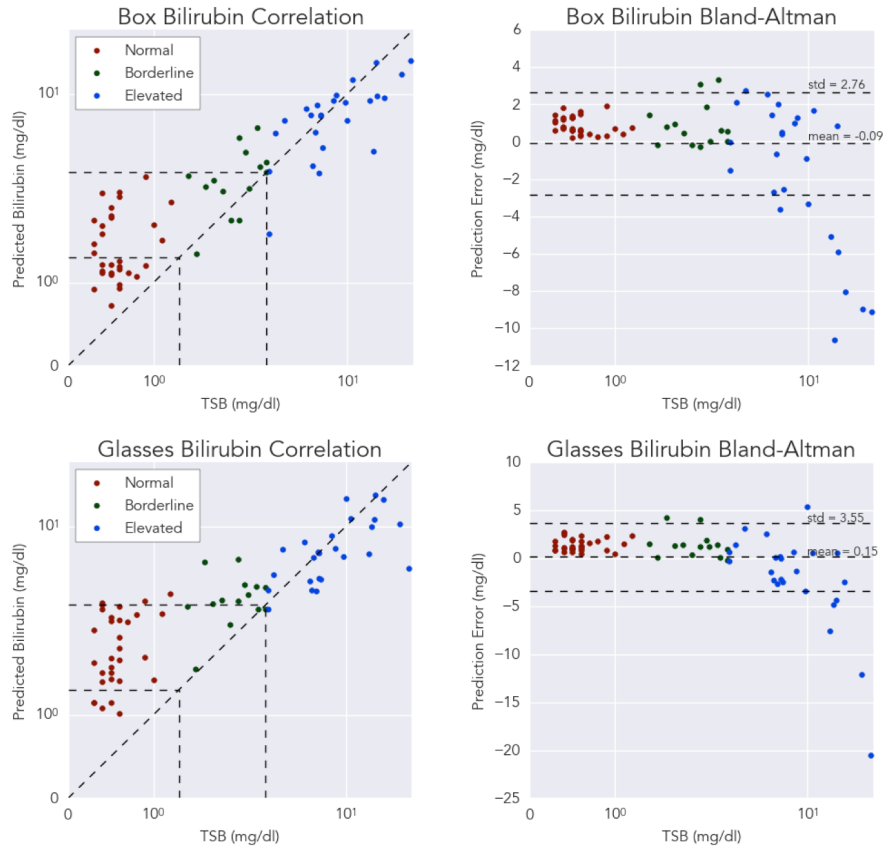 Box Bilirubin Correlation
Normal
Borderline
Elevated
Predicted Bilirubin (mg/dl)
10¹
10⁰
0
0
10⁰
10¹
TSB (mg/dl)
Box Bilirubin Bland-Altman
Prediction Error (mg/dl)
6
4
2
0
−2
−4
−6
−8
−10
−12
std = 2.76
mean = -0.09
0
10⁰
10¹
TSB (mg/dl)
Glasses Bilirubin Correlation
Normal
Borderline
Elevated
Predicted Bilirubin (mg/dl)
10¹
10⁰
0
0
10⁰
10¹
TSB (mg/dl)
Glasses Bilirubin Bland-Altman
Prediction Error (mg/dl)
10
5
0
−5
−10
−15
−20
−25
std = 3.55
mean = 0.15
0
10⁰
10¹
TSB (mg/dl)